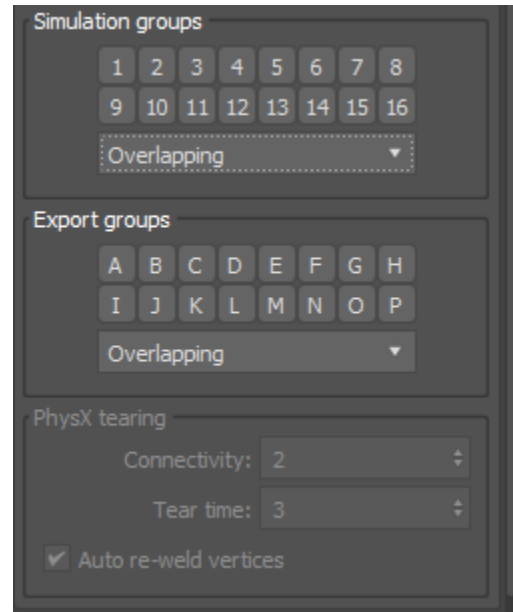 Simulation groups
1 2 3 4 5 6 7 8
9 10 11 12 13 14 15 16
Overlapping
Export groups
A B C D E F G H
I J K L M N O P
Overlapping
PhysX tearing
Connectivity: 2
Tear time: 3
Auto re-weld vertices